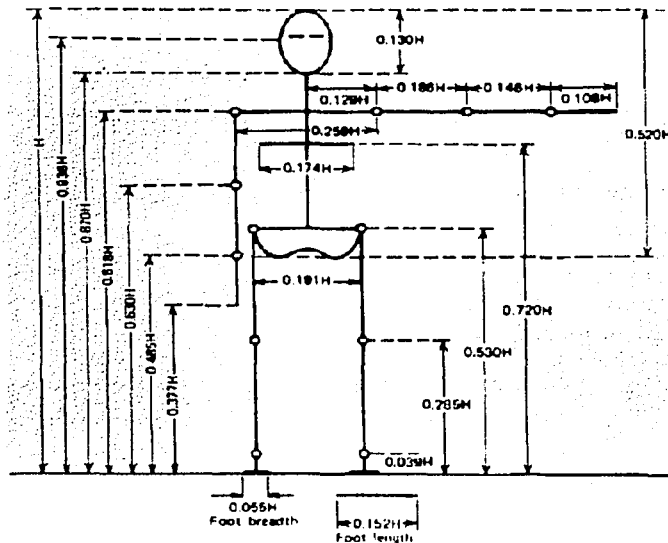 0.130H
0.129H
0.186H
0.146H
0.108H
0.259H
0.520H
H
0.936H
0.870H
0.818H
0.630H
0.485H
0.377H
0.174H
0.191H
0.720H
0.530H
0.285H
0.039H
0.055H
Foot breadth
0.152H
Foot length